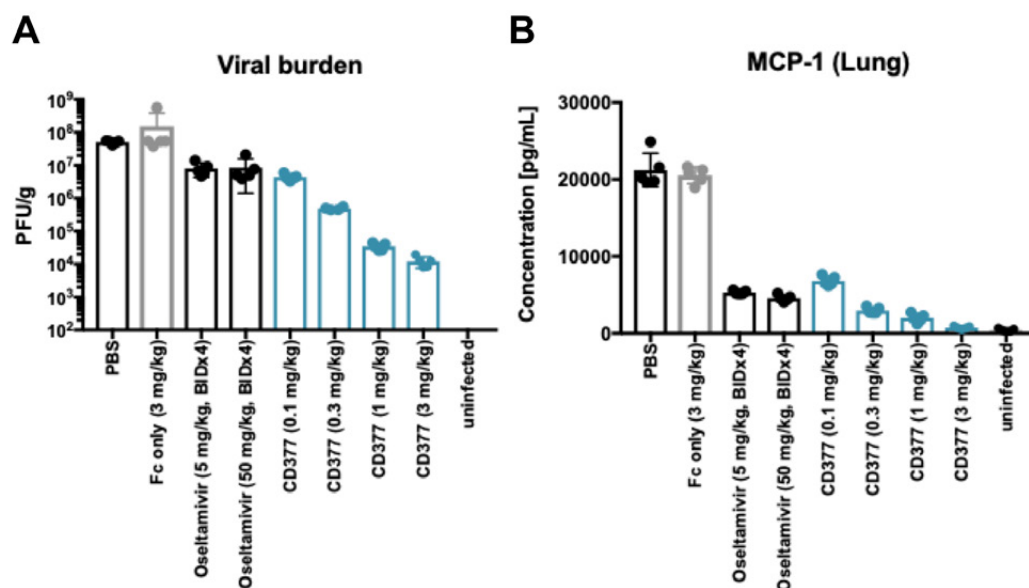 A
Viral burden
PFU/g
10⁹
10⁸
10⁷
10⁶
10⁵
10⁴
10³
10²
PBS
Fc only (3 mg/kg)
Oseltamivir (5 mg/kg, BIDx4)
Oseltamivir (50 mg/kg, BIDx4)
CD377 (0.1 mg/kg)
CD377 (0.3 mg/kg)
CD377 (1 mg/kg)
CD377 (3 mg/kg)
uninfected
B
MCP-1 (Lung)
Concentration [pg/mL]
30000
20000
10000
0
PBS
Fc only (3 mg/kg)
Oseltamivir (5 mg/kg, BIDx4)
Oseltamivir (50 mg/kg, BIDx4)
CD377 (0.1 mg/kg)
CD377 (0.3 mg/kg)
CD377 (1 mg/kg)
CD377 (3 mg/kg)
uninfected